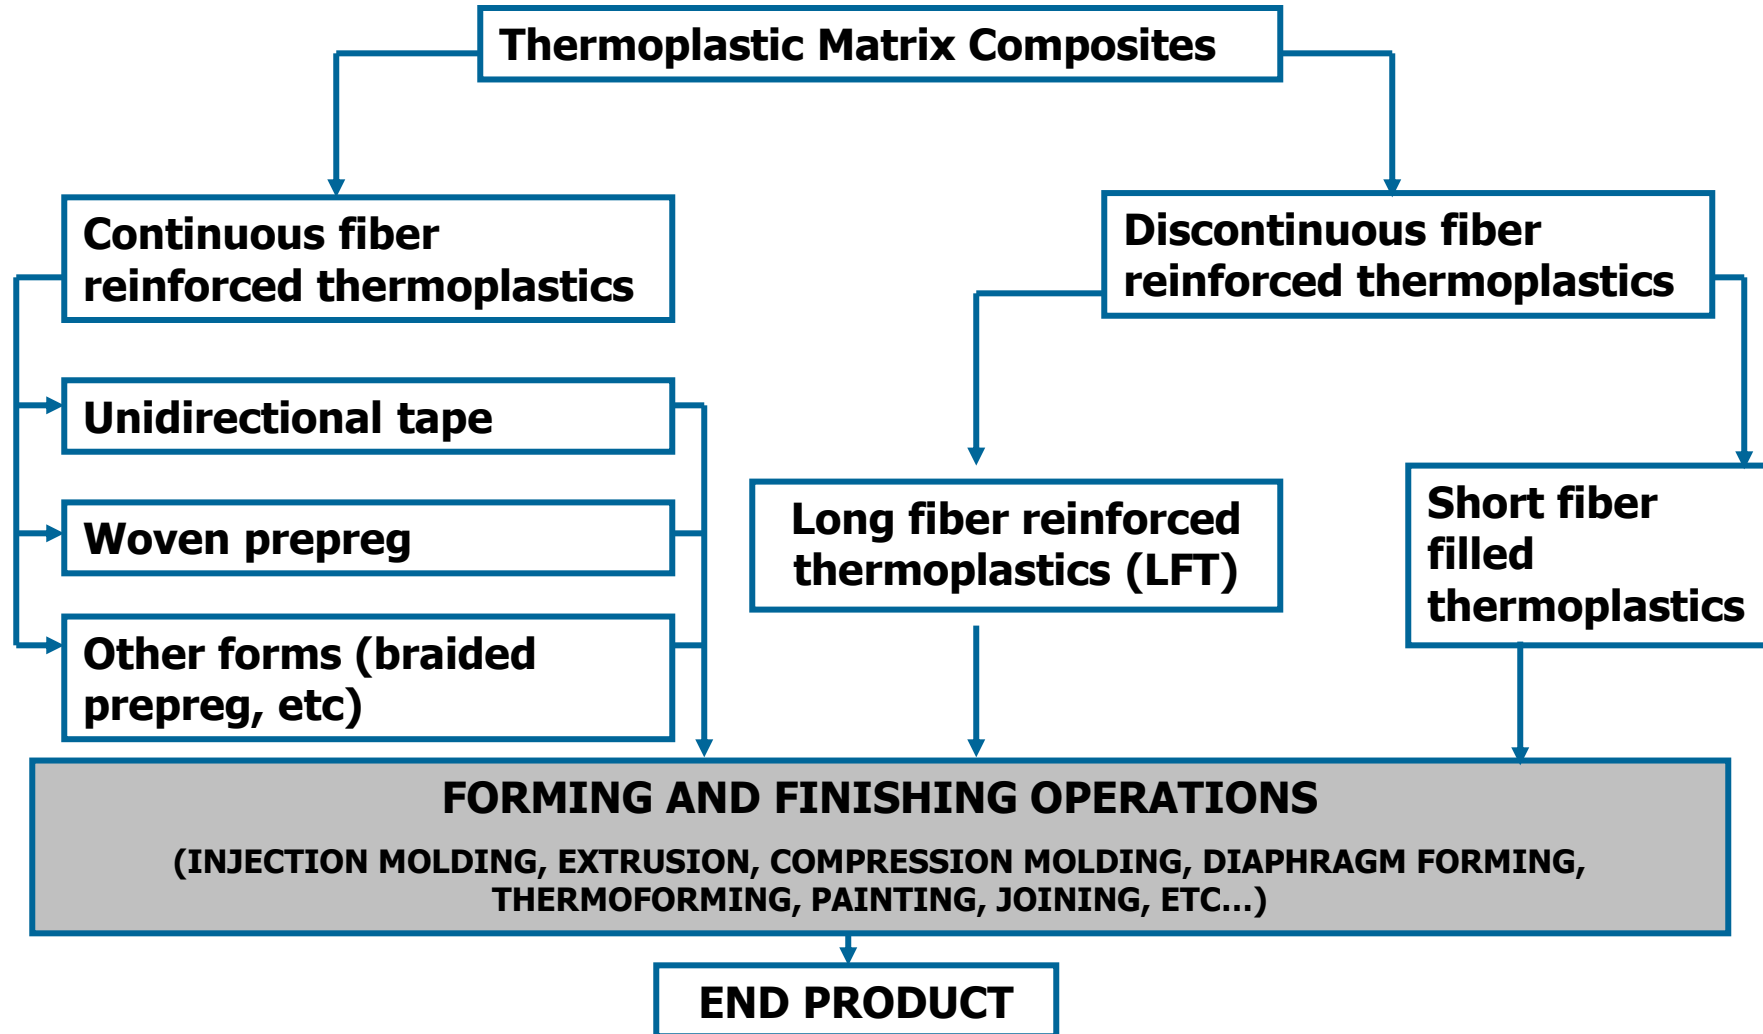 Thermoplastic Matrix Composites
Continuous fiber
reinforced thermoplastics
Discontinuous fiber
reinforced thermoplastics
Unidirectional tape
Woven prepreg
Other forms (braided
prepreg, etc)
Long fiber reinforced
thermoplastics (LFT)
Short fiber
filled
thermoplastics
FORMING AND FINISHING OPERATIONS
(INJECTION MOLDING, EXTRUSION, COMPRESSION MOLDING, DIAPHRAGM FORMING,
THERMOFORMING, PAINTING, JOINING, ETC…)
END PRODUCT